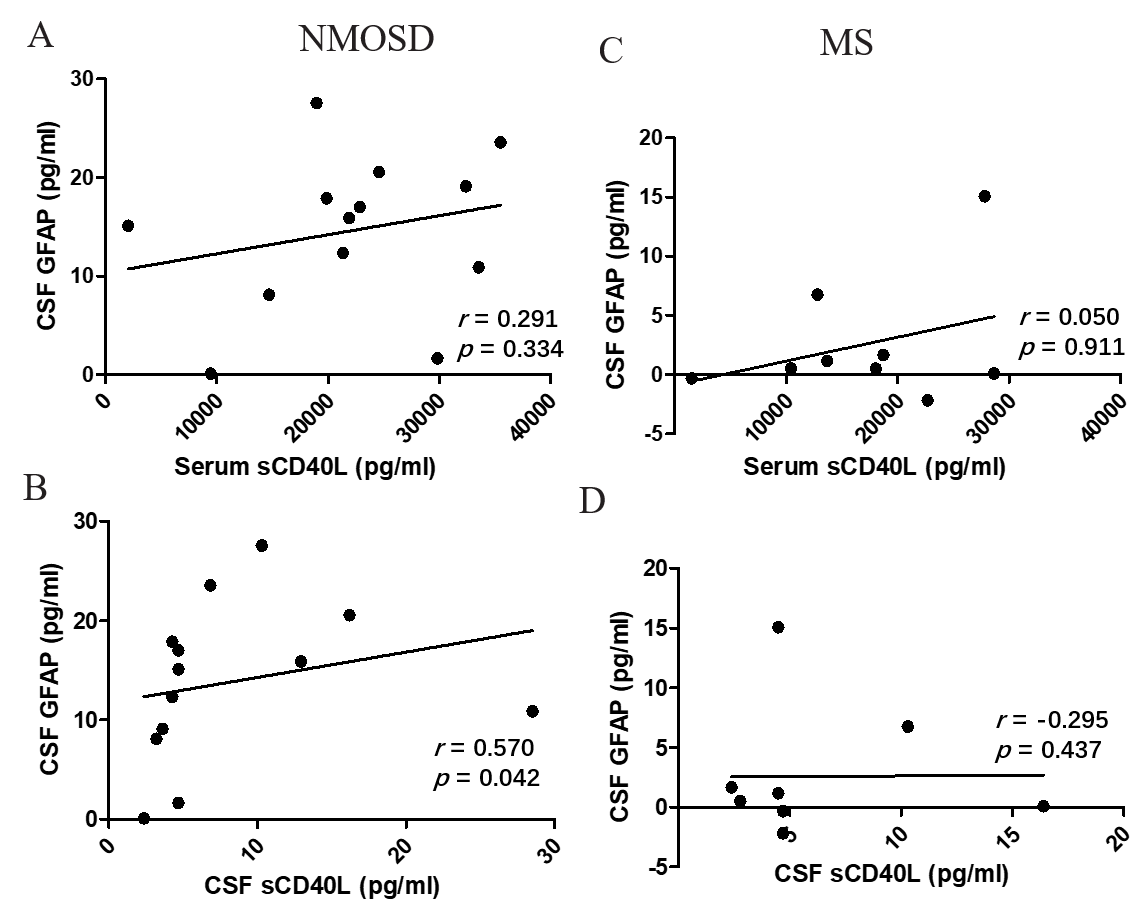 A
NMOSD
30
20
10
0
CSF GFAP (pg/ml)
r = 0.291
p = 0.334
0
10000
20000
30000
40000
Serum sCD40L (pg/ml)
C
MS
20
15
10
5
0
-5
CSF GFAP (pg/ml)
r = 0.050
p = 0.911
10000
20000
30000
40000
Serum sCD40L (pg/ml)
B
30
20
10
0
CSF GFAP (pg/ml)
r = 0.570
p = 0.042
0
10
20
30
CSF sCD40L (pg/ml)
D
20
15
10
5
0
-5
CSF GFAP (pg/ml)
r = -0.295
p = 0.437
5
10
15
20
CSF sCD40L (pg/ml)